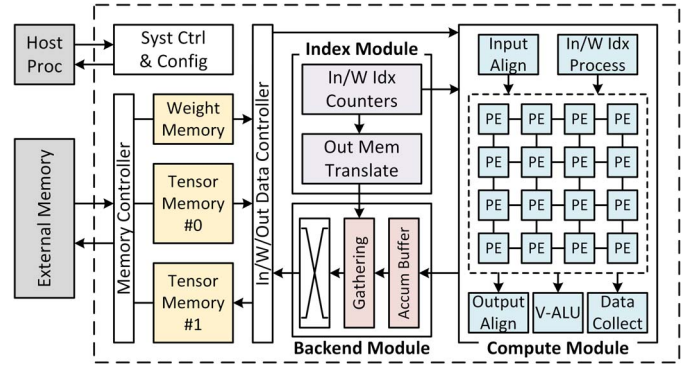 Host
Proc
Syst Ctrl
& Config
External Memory
Memory Controller
Weight
Memory
Tensor
Memory
#0
Tensor
Memory
#1
In/W/Out Data Controller
Index Module
In/W Idx
Counters
Out Mem
Translate
Gathering
Accum Buffer
Backend Module
Input
Align
In/W Idx
Process
PE PE PE PE
PE PE PE PE
PE PE PE PE
PE PE PE PE
Output
Align
V-ALU
Data
Collect
Compute Module